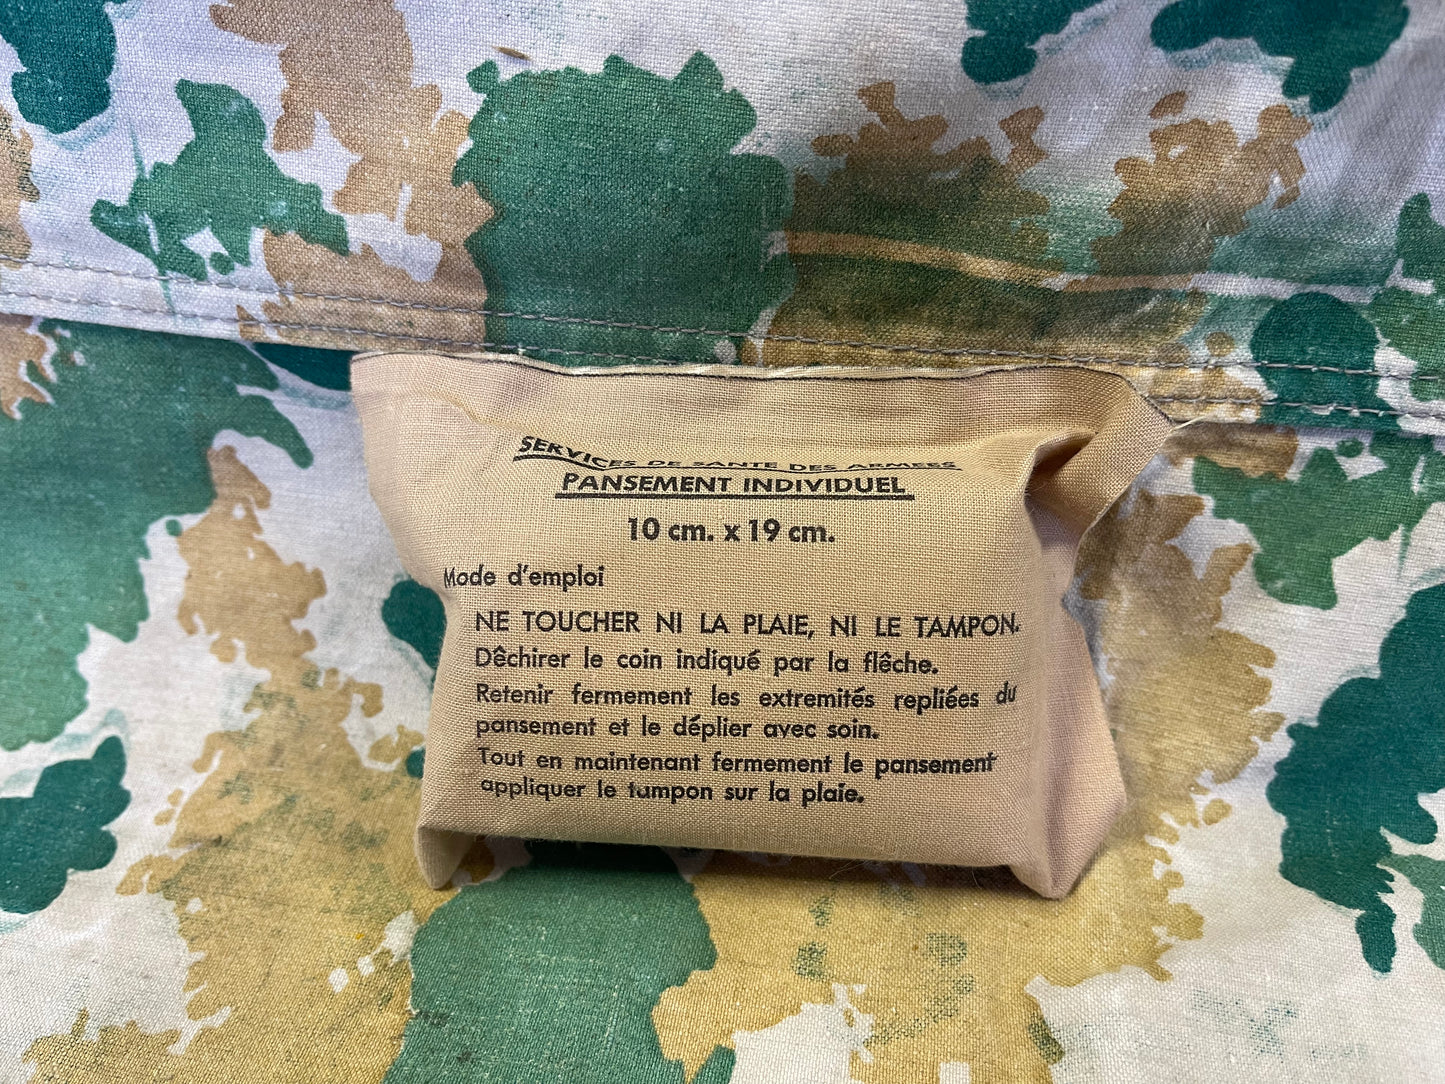 SERVICES DE SANTE DES ARMEES
PANSEMENT INDIVIDUEL
10 cm. x 19 cm.
Mode d'emploi
NE TOUCHER NI LA PLAIE, NI LE TAMPON.
Dêchirer le coin indiqué par la flêche.
Retenir fermement les extremités repliées du
pansement et le déplier avec soin.
Tout en maintenant fermement le pansement
appliquer le tampon sur la plaie.